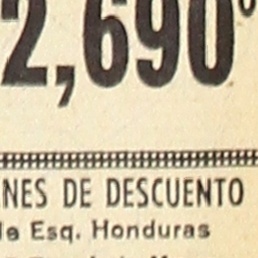 2,690
NES DE DESCUENTO
Esq. Honduras